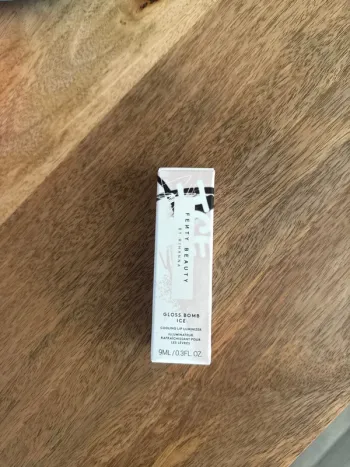 FENTY BEAUTY
BY RIHANNA
GLOSS BOMB
ICE
COOLING LIP LUMINIZER
ILLUMINATEUR
RAFRAÎCHISSANT POUR
LES LÈVRES
9ML/0.3FL OZ.